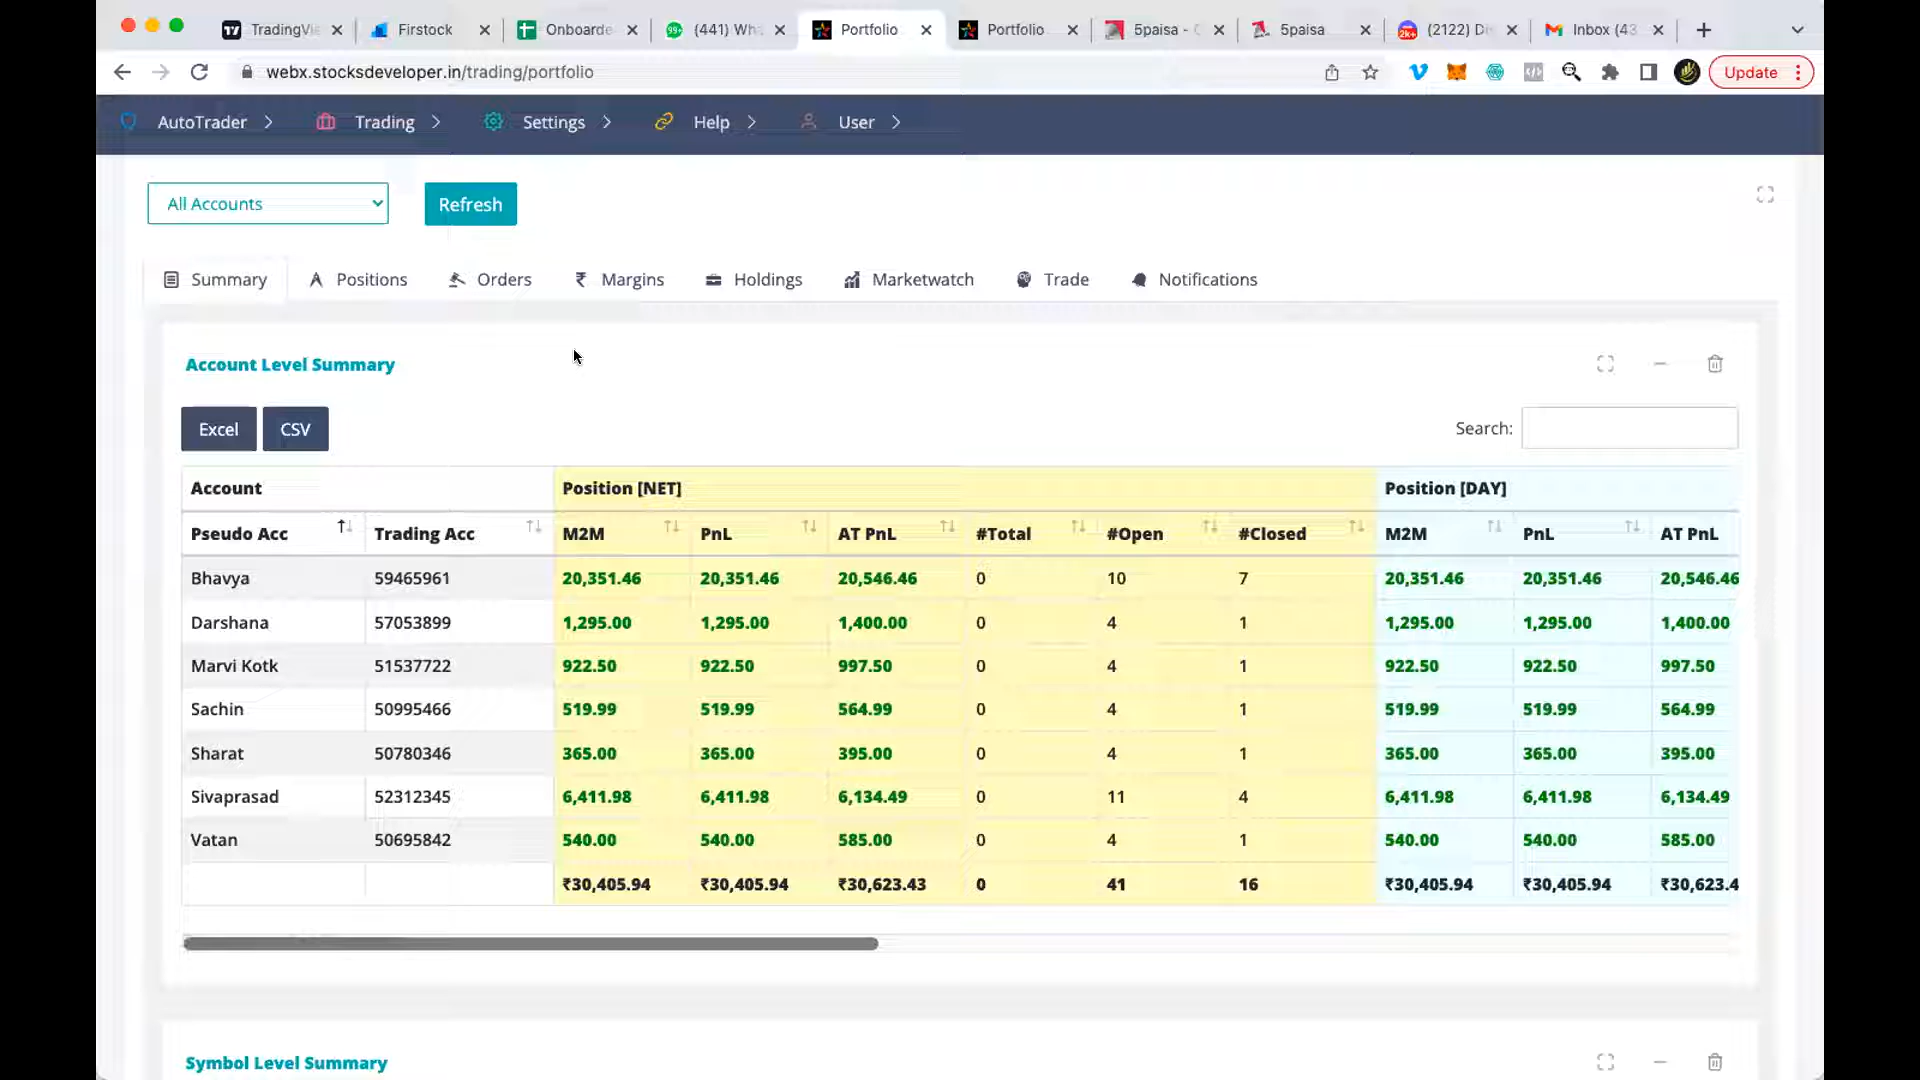 TradingVie
Firstock
Onboarde
(441) Wh
Portfolio
Portfolio
5paisa - C
5paisa
(2122) Di
Inbox (43
webx.stocksdeveloper.in/trading/portfolio
Update
AutoTrader
Trading
Settings
Help
User
All Accounts
Refresh
Summary
Positions
Orders
Margins
Holdings
Marketwatch
Trade
Notifications
Account Level Summary
Excel
CSV
Search:
Account Position [NET] Position [DAY]
Pseudo Acc Trading Acc M2M PnL AT PnL #Total #Open #Closed M2M PnL AT PnL
Bhavya 59465961 20,351.46 20,351.46 20,546.46 0 10 7 20,351.46 20,351.46 20,546.46
Darshana 57053899 1,295.00 1,295.00 1,400.00 0 4 1 1,295.00 1,295.00 1,400.00
Marvi Kotk 51537722 922.50 922.50 997.50 0 4 1 922.50 922.50 997.50
Sachin 50995466 519.99 519.99 564.99 0 4 1 519.99 519.99 564.99
Sharat 50780346 365.00 365.00 395.00 0 4 1 365.00 365.00 395.00
Sivaprasad 52312345 6,411.98 6,411.98 6,134.49 0 11 4 6,411.98 6,411.98 6,134.49
Vatan 50695842 540.00 540.00 585.00 0 4 1 540.00 540.00 585.00
₹30,405.94 ₹30,405.94 ₹30,623.43 0 41 16 ₹30,405.94 ₹30,405.94 ₹30,623.4
Symbol Level Summary